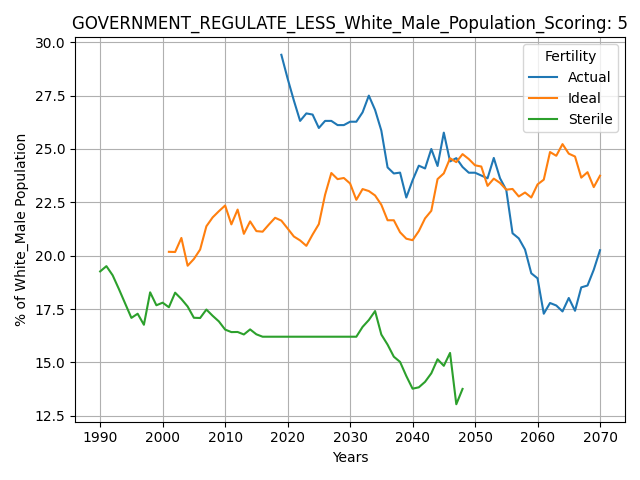 GOVERNMENT_REGULATE_LESS_White_Male_Population_Scoring: 5
Fertility
Actual
Ideal
Sterile
% of White_Male Population
30.0
27.5
25.0
22.5
20.0
17.5
15.0
12.5
1990 2000 2010 2020 2030 2040 2050 2060 2070
Years